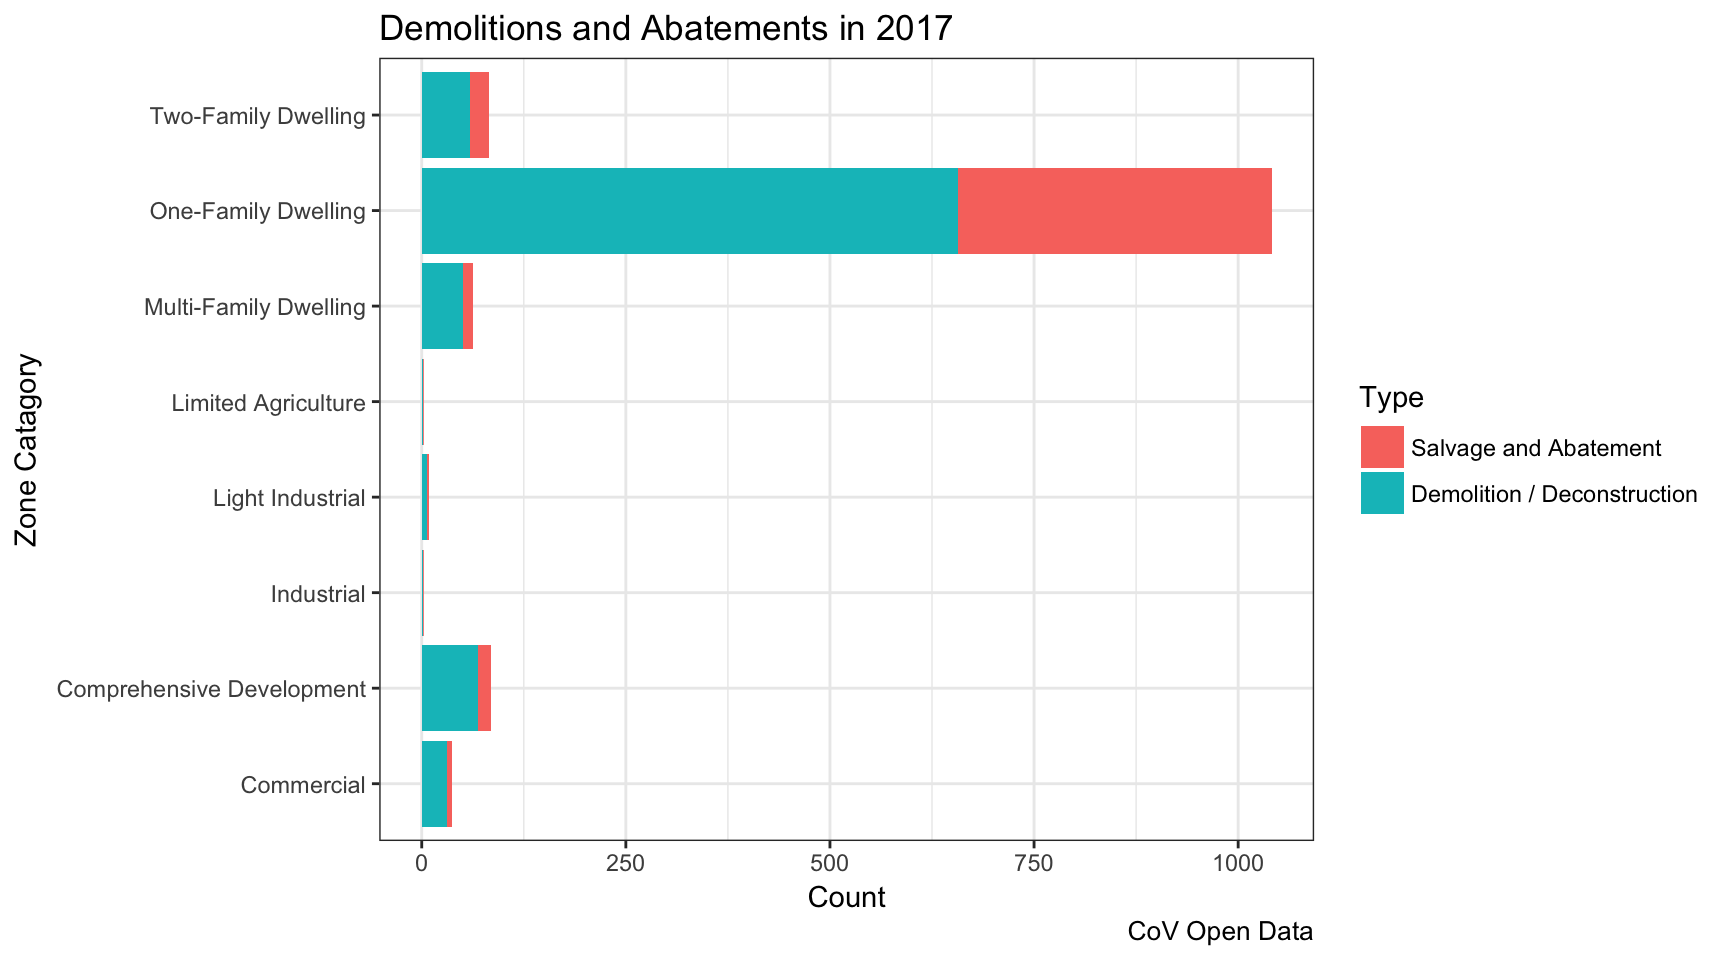 Demolitions and Abatements in 2017
Zone Catagory
Two-Family Dwelling
One-Family Dwelling
Multi-Family Dwelling
Limited Agriculture
Light Industrial
Industrial
Comprehensive Development
Commercial
0 250 500 750 1000
Count
CoV Open Data
Type
Salvage and Abatement
Demolition / Deconstruction